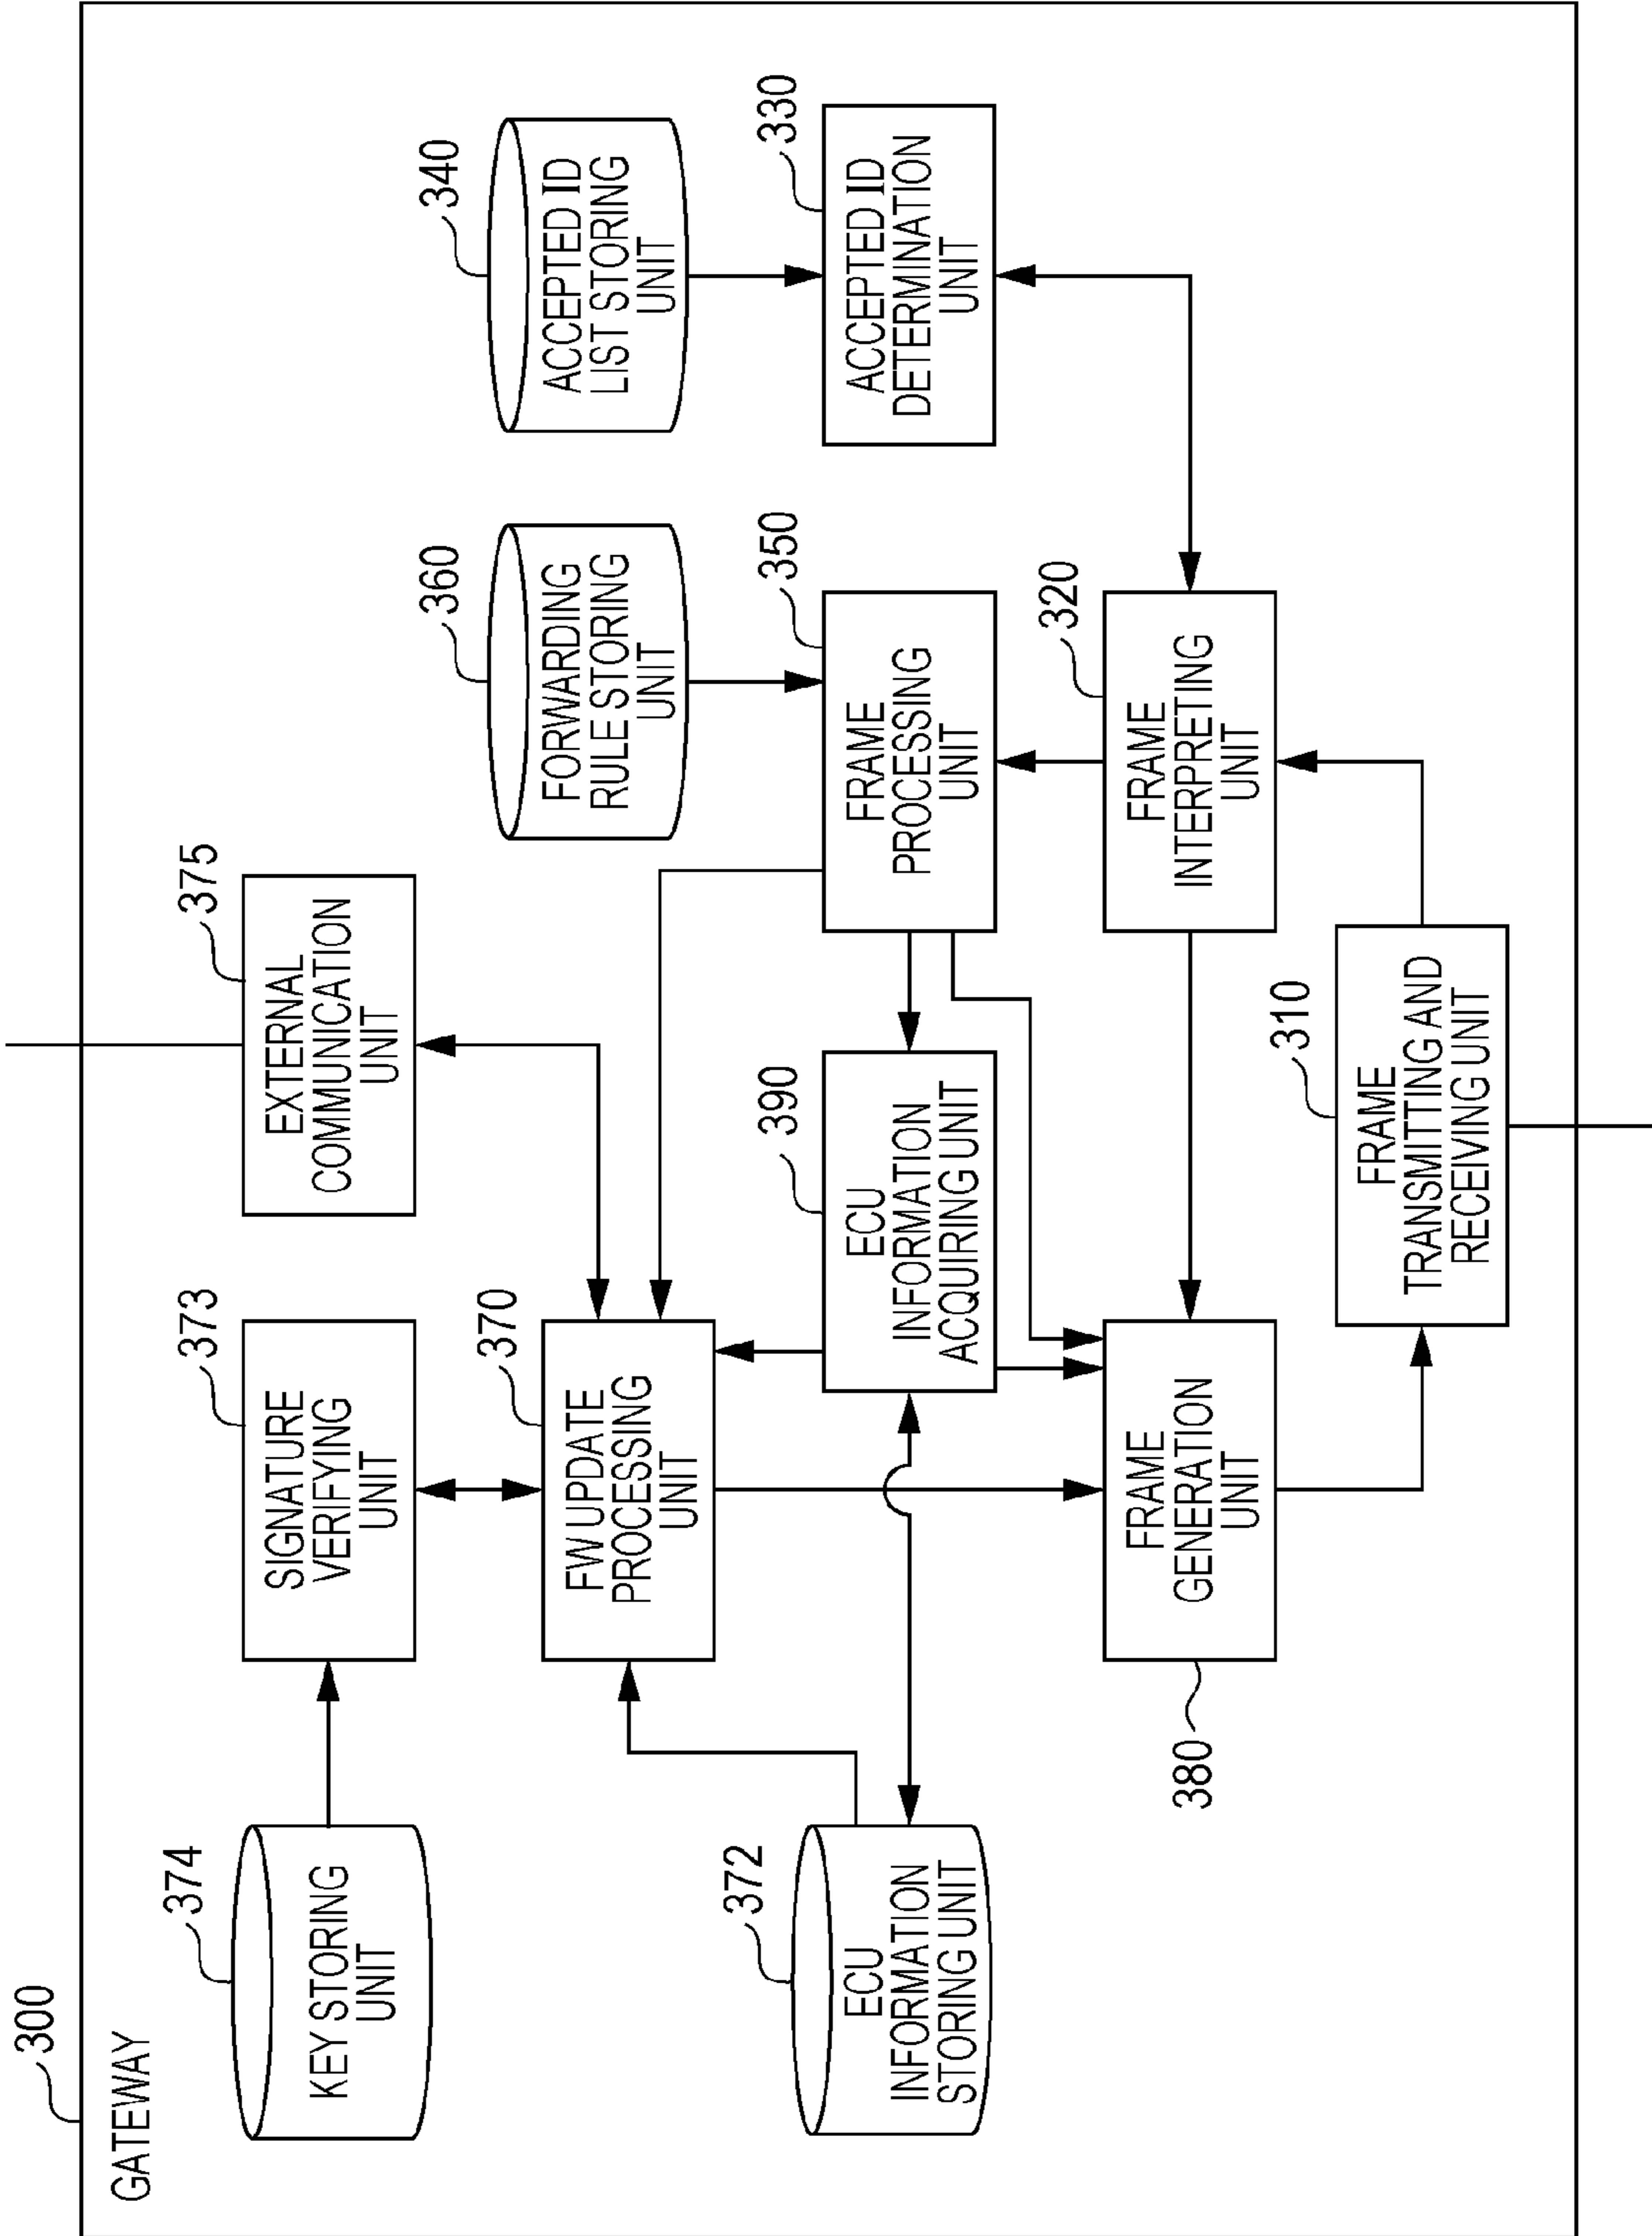 300
GATEWAY
374
KEY STORING
UNIT
373
SIGNATURE
VERIFYING
UNIT
375
EXTERNAL
COMMUNICATION
UNIT
370
FW UPDATE
PROCESSING
UNIT
360
FORWARDING
RULE STORING
UNIT
340
ACCEPTED ID
LIST STORING
UNIT
372
ECU
INFORMATION
STORING UNIT
390
ECU
INFORMATION
ACQUIRING UNIT
350
FRAME
PROCESSING
UNIT
330
ACCEPTED ID
DETERMINATION
UNIT
380
FRAME
GENERATION
UNIT
320
FRAME
INTERPRETING
UNIT
310
FRAME
TRANSMITTING AND
RECEIVING UNIT